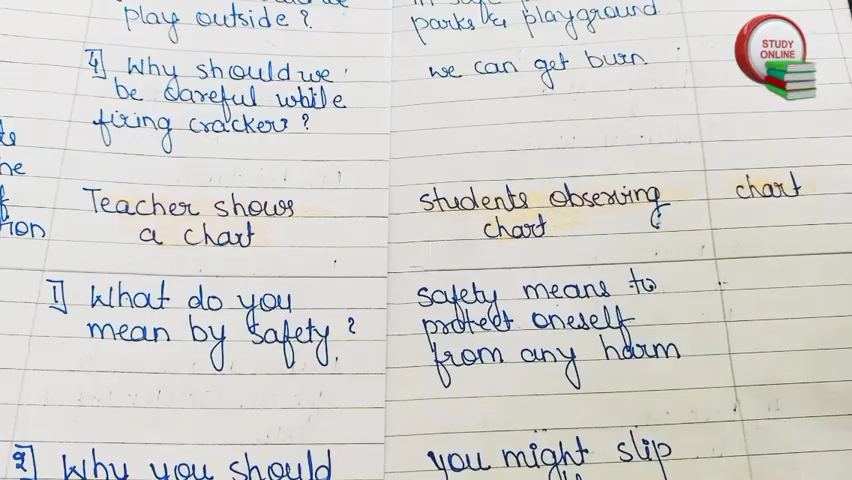 play outside?
parks & playground
4] Why should we
be careful while
firing crackers?
we can get burn.
STUDY
ONLINE
Teacher shows
a chart
students observing
chart
chart
1] What do you
mean by safety?
safety means to
protect oneself
from any harm
2] Why you should
you might slip